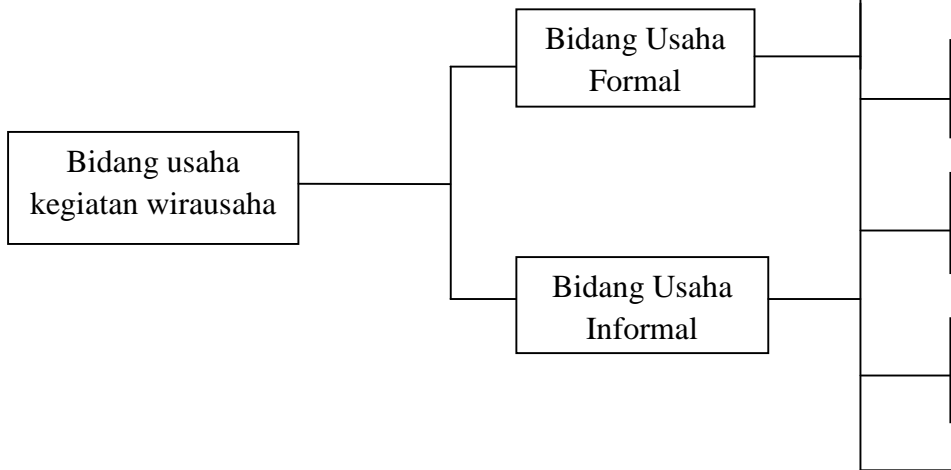 Bidang Usaha
Formal
Bidang usaha
kegiatan wirausaha
Bidang Usaha
Informal